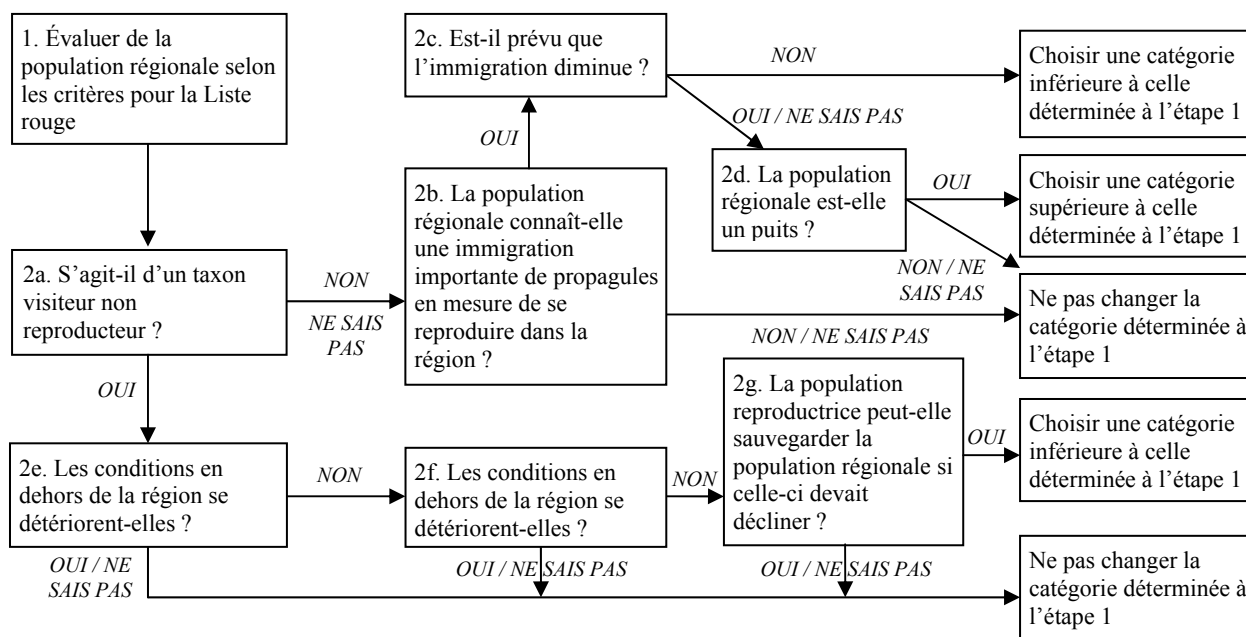 1. Évaluer de la
population régionale selon
les critères pour la Liste
rouge
2c. Est-il prévu que
l’immigration diminue ?
NON
Choisir une catégorie
inférieure à celle
déterminée à l’étape 1
OUI
OUI / NE SAIS PAS
2a. S’agit-il d’un taxon
visiteur non
reproducteur ?
NON
NE SAIS
PAS
2b. La population
régionale connaît-elle
une immigration
importante de propagules
en mesure de se
reproduire dans la
région ?
2d. La population
régionale est-elle
un puits ?
OUI
Choisir une catégorie
supérieure à celle
déterminée à l’étape 1
NON / NE
SAIS PAS
NON / NE SAIS PAS
Ne pas changer la
catégorie déterminée à
l’étape 1
OUI
2e. Les conditions en
dehors de la région se
détériorent-elles ?
NON
2f. Les conditions en
dehors de la région se
détériorent-elles ?
NON
2g. La population
reproductrice peut-elle
sauvegarder la
population régionale si
celle-ci devait
décliner ?
OUI
Choisir une catégorie
inférieure à celle
déterminée à l’étape 1
OUI / NE
SAIS PAS
OUI / NE SAIS PAS
OUI / NE SAIS PAS
Ne pas changer la
catégorie déterminée à
l’étape 1